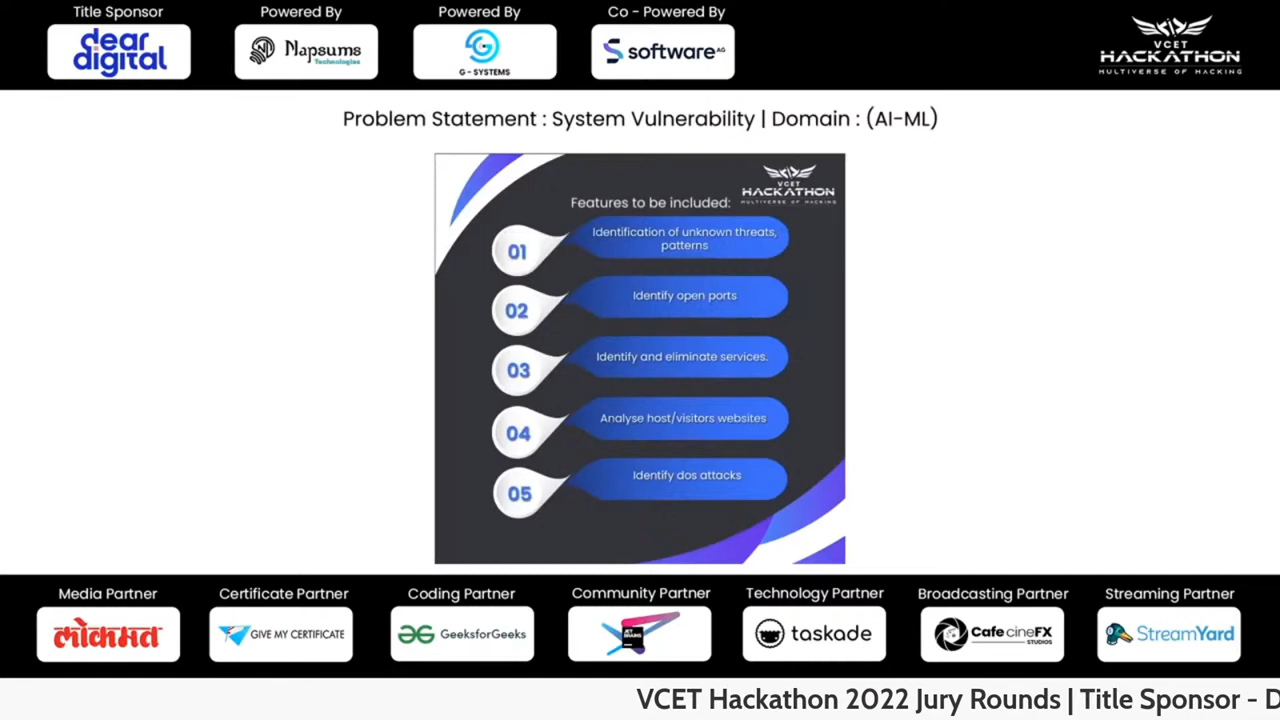 Title Sponsor
Powered By
Powered By
Co - Powered By
dear
digital
Napsums
Technologies
G - SYSTEMS
software AG
VCET
HACKATHON
MULTIVERSE OF HACKING
Problem Statement : System Vulnerability | Domain : (AI-ML)
VCET
HACKATHON
MULTIVERSE OF HACKING
Features to be included:
01
Identification of unknown threats,
patterns
02
Identify open ports
03
Identify and eliminate services.
04
Analyse host/visitors websites
05
Identify dos attacks
Media Partner
Certificate Partner
Coding Partner
Community Partner
Technology Partner
Broadcasting Partner
Streaming Partner
लोकमत
GIVE MY CERTIFICATE
GeeksforGeeks
JET
BRAINS
taskade
Cafe cineFX
STUDIOS
StreamYard
VCET Hackathon 2022 Jury Rounds | Title Sponsor - D